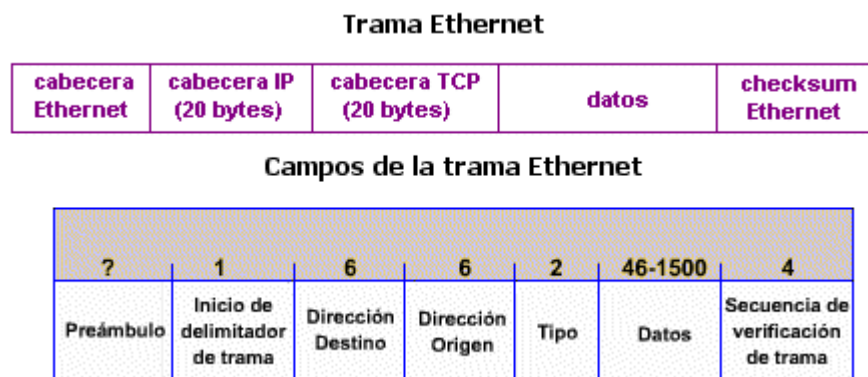 Trama Ethernet
cabecera cabecera IP cabecera TCP datos checksum
Ethernet (20 bytes) (20 bytes) Ethernet
Campos de la trama Ethernet
? 1 6 6 2 46-1500 4
Preámbulo
Inicio de
delimitador
de trama
Dirección
Destino
Dirección
Origen
Tipo
Datos
Secuencia de
verificación
de trama